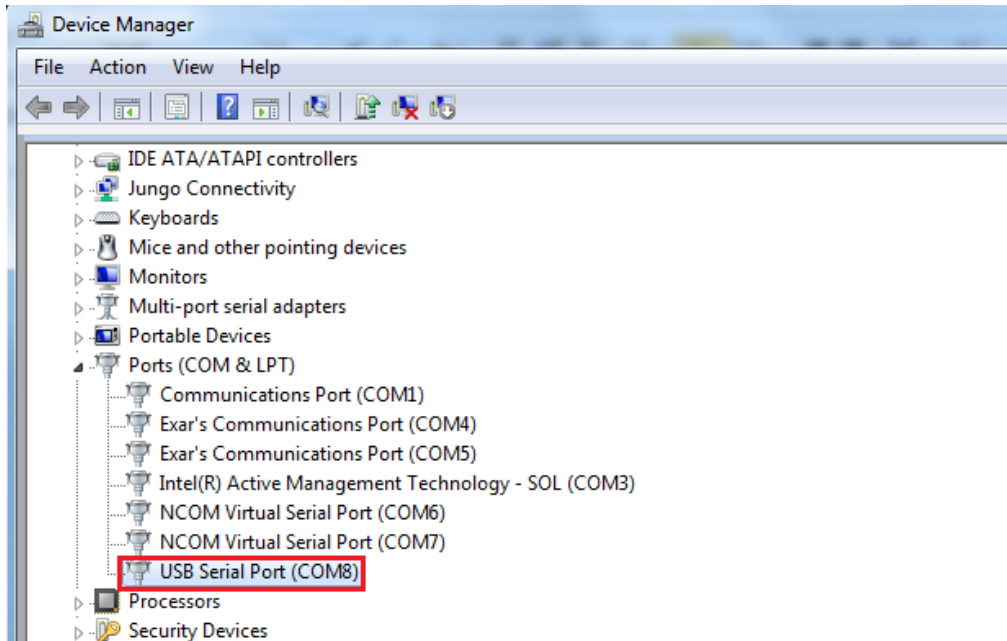 Device Manager
File Action View Help
IDE ATA/ATAPI controllers
Jungo Connectivity
Keyboards
Mice and other pointing devices
Monitors
Multi-port serial adapters
Portable Devices
Ports (COM & LPT)
Communications Port (COM1)
Exar's Communications Port (COM4)
Exar's Communications Port (COM5)
Intel(R) Active Management Technology - SOL (COM3)
NCOM Virtual Serial Port (COM6)
NCOM Virtual Serial Port (COM7)
USB Serial Port (COM8)
Processors
Security Devices